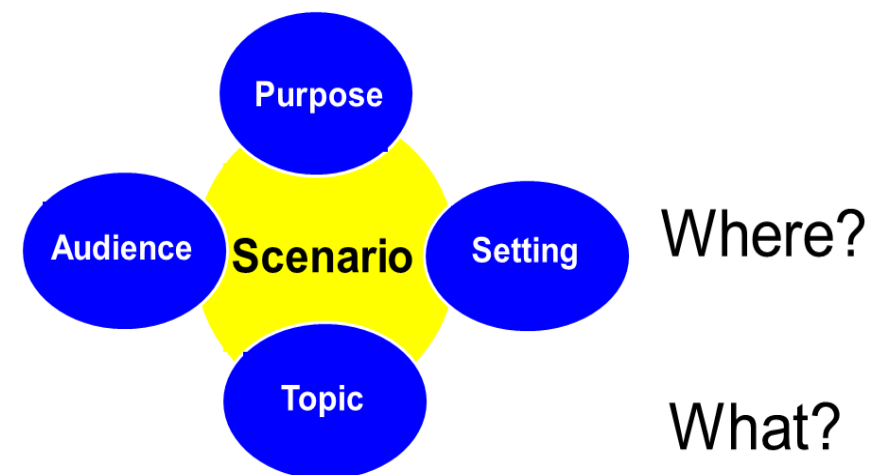 Purpose
Audience
Scenario
Setting
Where?
Topic
What?